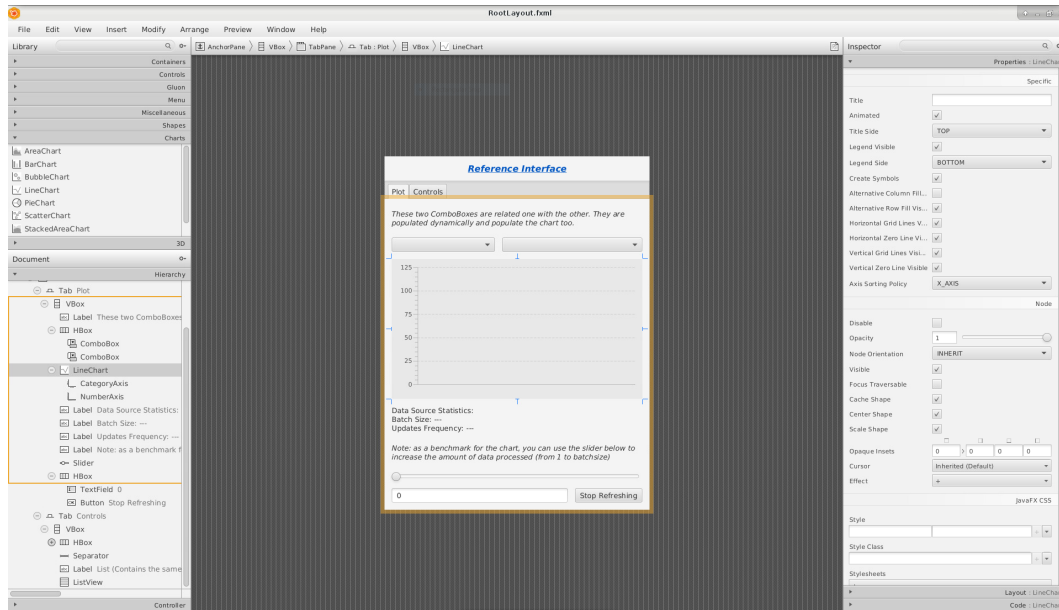 RootLayout.fxml
File Edit View Insert Modify Arrange Preview Window Help
Library
AnchorPane VBox TabPane Tab : Plot VBox LineChart
Inspector
Containers
Controls
Gluon
Menu
Miscellaneous
Shapes
Charts
AreaChart
BarChart
BubbleChart
LineChart
PieChart
ScatterChart
StackedAreaChart
3D
Document
Hierarchy
Tab Plot
VBox
Label These two ComboBoxes
HBox
ComboBox
ComboBox
LineChart
CategoryAxis
NumberAxis
Label Data Source Statistics:
Label Batch Size: ---
Label Updates Frequency: ---
Label Note: as a benchmark f
Slider
HBox
TextField 0
Button Stop Refreshing
Tab Controls
VBox
HBox
Separator
Label List (Contains the same
ListView
Controller
Reference Interface
Plot Controls
These two ComboBoxes are related one with the other. They are
populated dynamically and populate the chart too.
125
100
75
50
25
0
Data Source Statistics:
Batch Size: ---
Updates Frequency: ---
Note: as a benchmark for the chart, you can use the slider below to
increase the amount of data processed (from 1 to batchsize)
0 Stop Refreshing
Properties : LineChar
Specific
Title
Animated
Title Side TOP
Legend Visible
Legend Side BOTTOM
Create Symbols
Alternative Column Fill...
Alternative Row Fill Vis...
Horizontal Grid Lines V...
Horizontal Zero Line Vi...
Vertical Grid Lines Visi...
Vertical Zero Line Visible
Axis Sorting Policy X_AXIS
Node
Disable
Opacity 1
Node Orientation INHERIT
Visible
Focus Traversable
Cache Shape
Center Shape
Scale Shape
Opaque Insets 0 0 0 0
Cursor Inherited (Default)
Effect +
JavaFX CSS
Style
Style Class
Stylesheets
Layout : LineChar
Code : LineChar